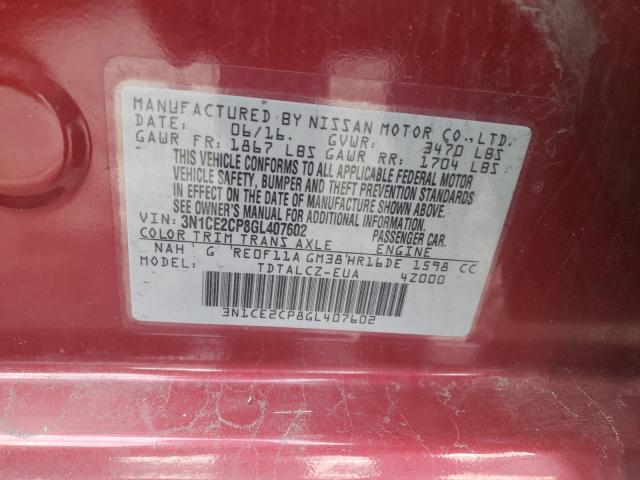 MANUFACTURED BY NISSAN MOTOR CO., LTD.
DATE: 06/16. GVWR: 3470 LBS
GAWR FR: 1867 LBS GAWR RR: 1704 LBS
THIS VEHICLE CONFORMS TO ALL APPLICABLE FEDERAL MOTOR
VEHICLE SAFETY, BUMPER AND THEFT PREVENTION STANDARDS
IN EFFECT ON THE DATE OF MANUFACTURE SHOWN ABOVE.
SEE OWNER'S MANUAL FOR ADDITIONAL INFORMATION.
VIN: 3N1CE2CP8GL407602 PASSENGER CAR.
COLOR TRIM TRANS AXLE ENGINE
NAH' G RE0F11A GM38'HR16DE 1598 CC
TDTALCZ-EUA 4Z000
3N1CE2CP8GL407602